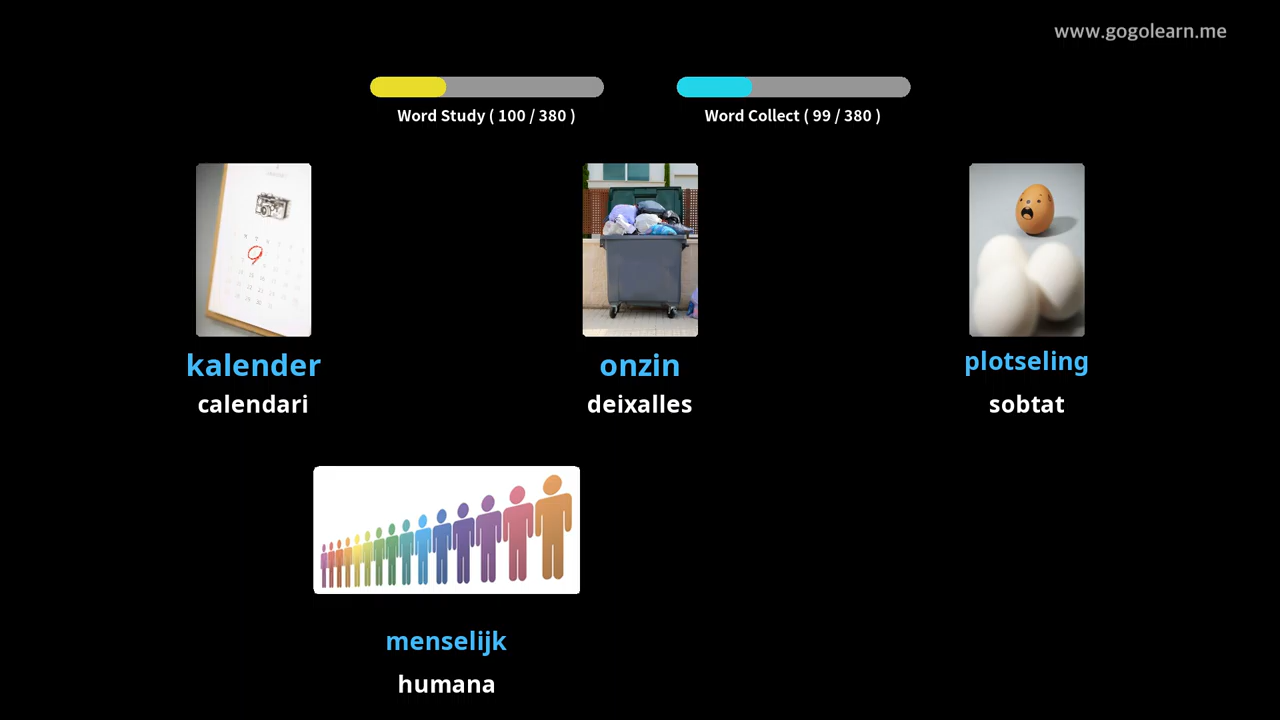 www.gogolearn.me
Word Study ( 100 / 380 )
Word Collect ( 99 / 380 )
kalender
calendari
onzin
deixalles
plotseling
sobtat
menselijk
humana